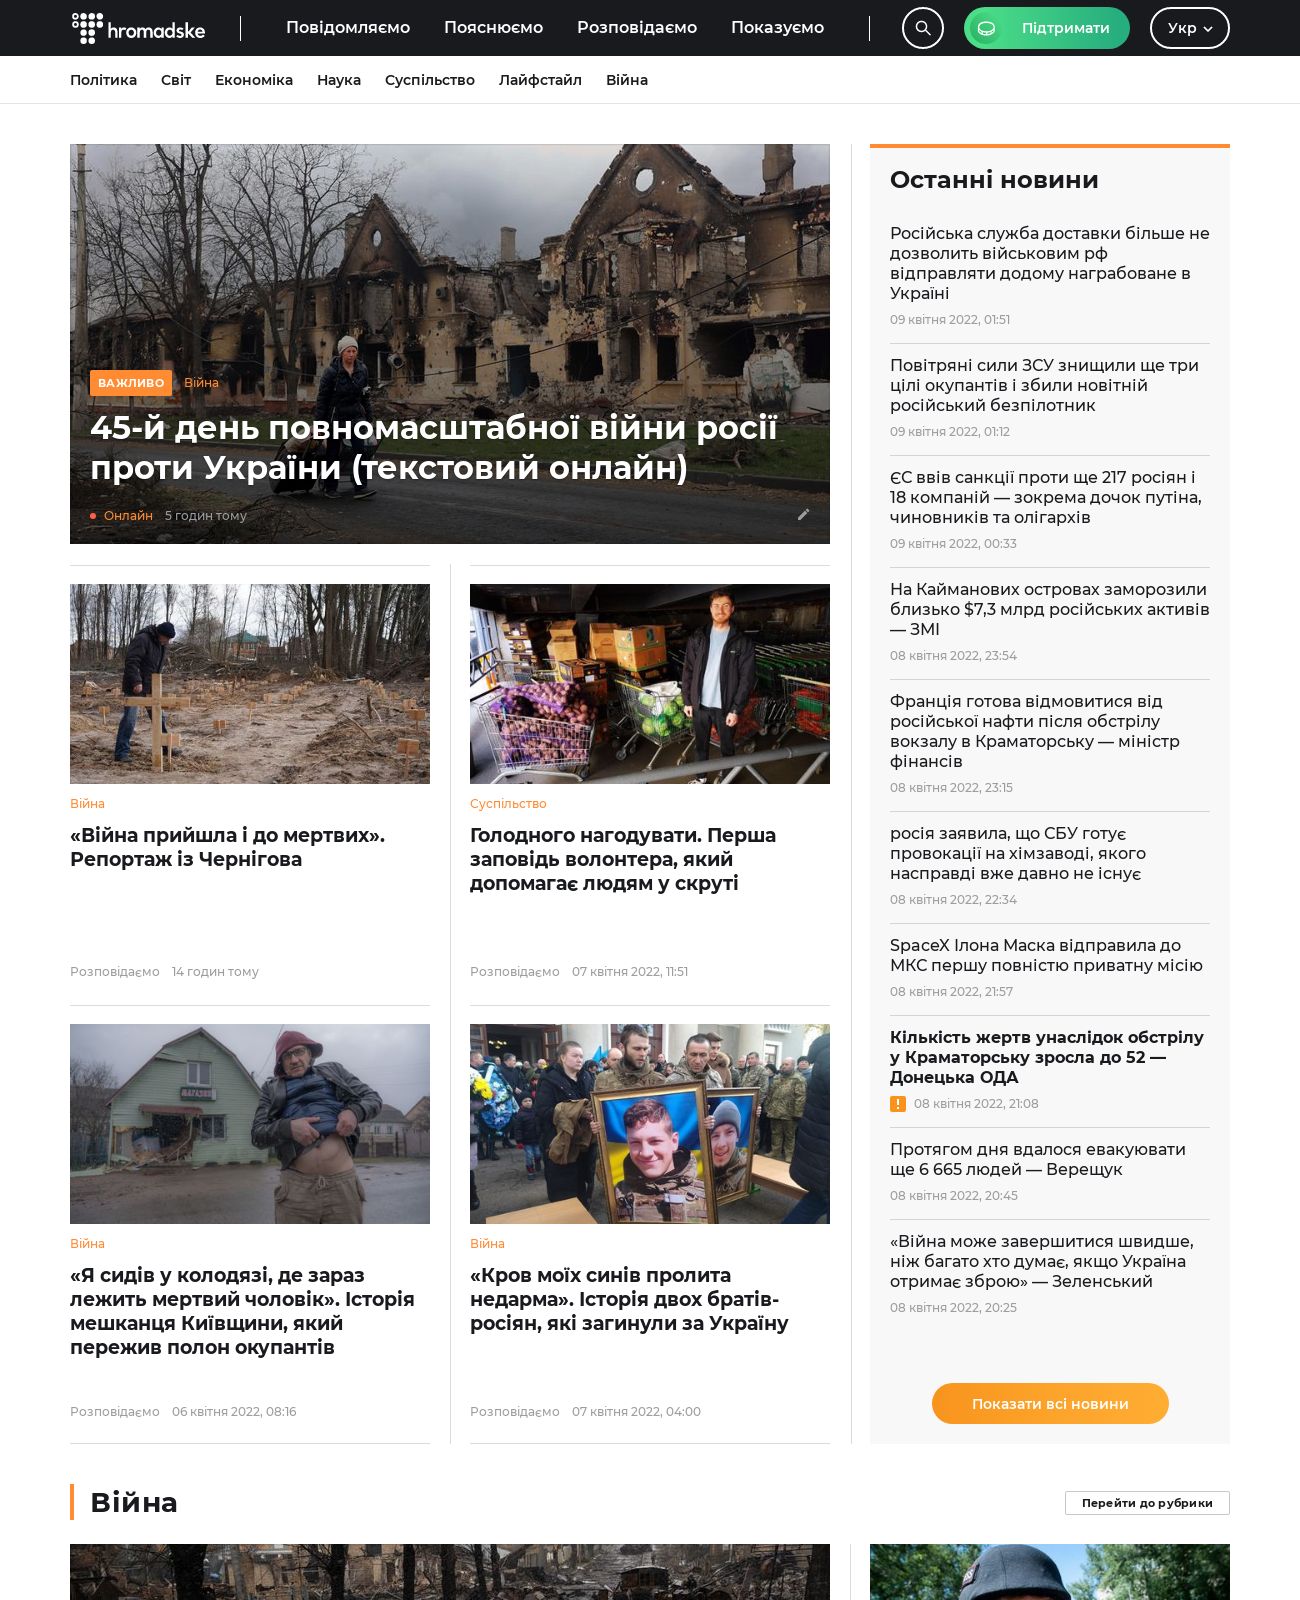 hromadske
Повідомляємо
Пояснюємо
Розповідаємо
Показуємо
Підтримати
Укр
Політика
Світ
Економіка
Наука
Суспільство
Лайфстайл
Війна
ВАЖЛИВО
Війна
45-й день повномасштабної війни росії
проти України (текстовий онлайн)
Онлайн 5 годин тому
Війна
«Війна прийшла і до мертвих».
Репортаж із Чернігова
Розповідаємо 14 годин тому
Суспільство
Голодного нагодувати. Перша
заповідь волонтера, який
допомагає людям у скруті
Розповідаємо 07 квітня 2022, 11:51
МАГАЗИН
Війна
«Я сидів у колодязі, де зараз
лежить мертвий чоловік». Історія
мешканця Київщини, який
пережив полон окупантів
Розповідаємо 06 квітня 2022, 08:16
Війна
«Кров моїх синів пролита
недарма». Історія двох братів-
росіян, які загинули за Україну
Розповідаємо 07 квітня 2022, 04:00
Останні новини
Російська служба доставки більше не
дозволить військовим рф
відправляти додому награбоване в
Україні
09 квітня 2022, 01:51
Повітряні сили ЗСУ знищили ще три
цілі окупантів і збили новітній
російський безпілотник
09 квітня 2022, 01:12
ЄС ввів санкції проти ще 217 росіян і
18 компаній — зокрема дочок путіна,
чиновників та олігархів
09 квітня 2022, 00:33
На Кайманових островах заморозили
близько $7,3 млрд російських активів
— ЗМІ
08 квітня 2022, 23:54
Франція готова відмовитися від
російської нафти після обстрілу
вокзалу в Краматорську — міністр
фінансів
08 квітня 2022, 23:15
росія заявила, що СБУ готує
провокації на хімзаводі, якого
насправді вже давно не існує
08 квітня 2022, 22:34
SpaceX Ілона Маска відправила до
МКС першу повністю приватну місію
08 квітня 2022, 21:57
Кількість жертв унаслідок обстрілу
у Краматорську зросла до 52 —
Донецька ОДА
08 квітня 2022, 21:08
Протягом дня вдалося евакуювати
ще 6 665 людей — Верещук
08 квітня 2022, 20:45
«Війна може завершитися швидше,
ніж багато хто думає, якщо Україна
отримає зброю» — Зеленський
08 квітня 2022, 20:25
Показати всі новини
Війна
Перейти до рубрики